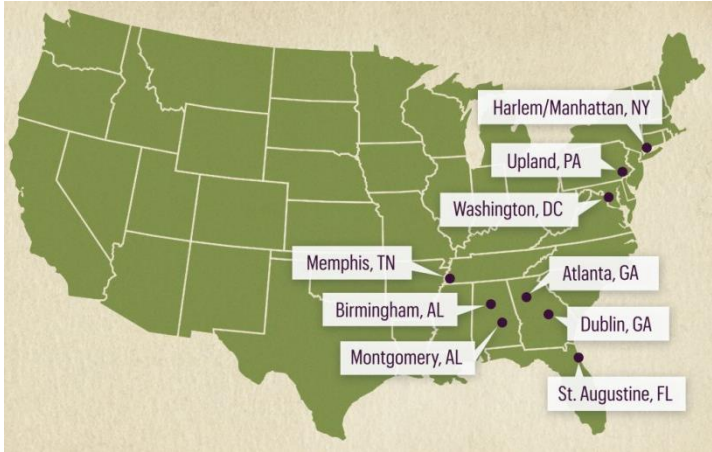 Harlem/Manhattan, NY
Upland, PA
Washington, DC
Memphis, TN
Atlanta, GA
Birmingham, AL
Dublin, GA
Montgomery, AL
St. Augustine, FL